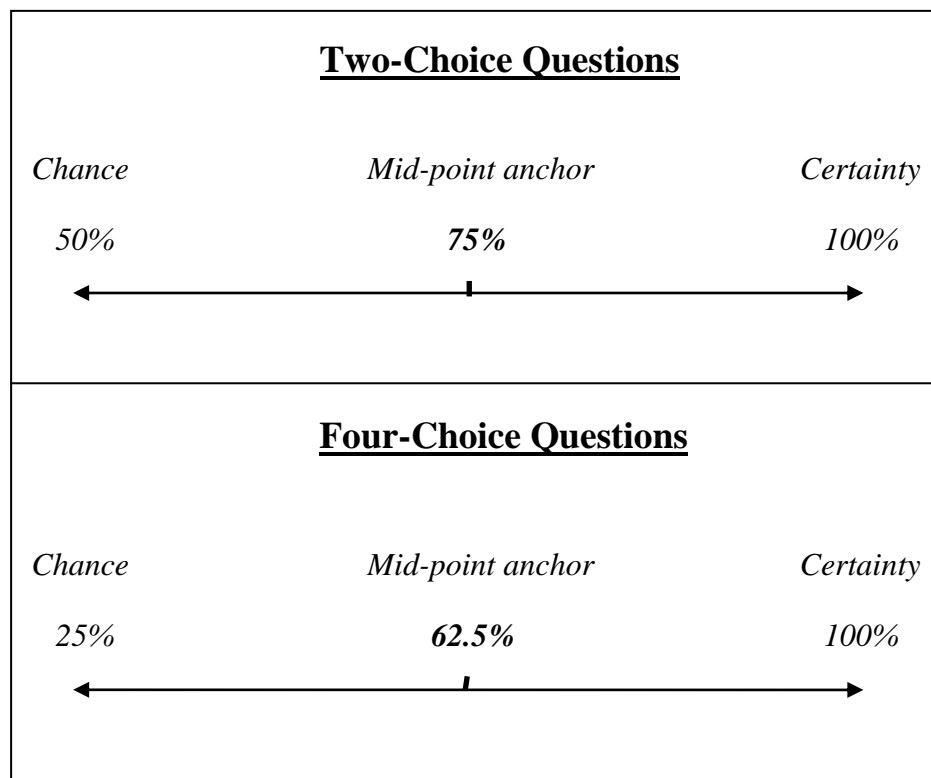 Two-Choice Questions
Chance Mid-point anchor Certainty
50% 75% 100%
Four-Choice Questions
Chance Mid-point anchor Certainty
25% 62.5% 100%